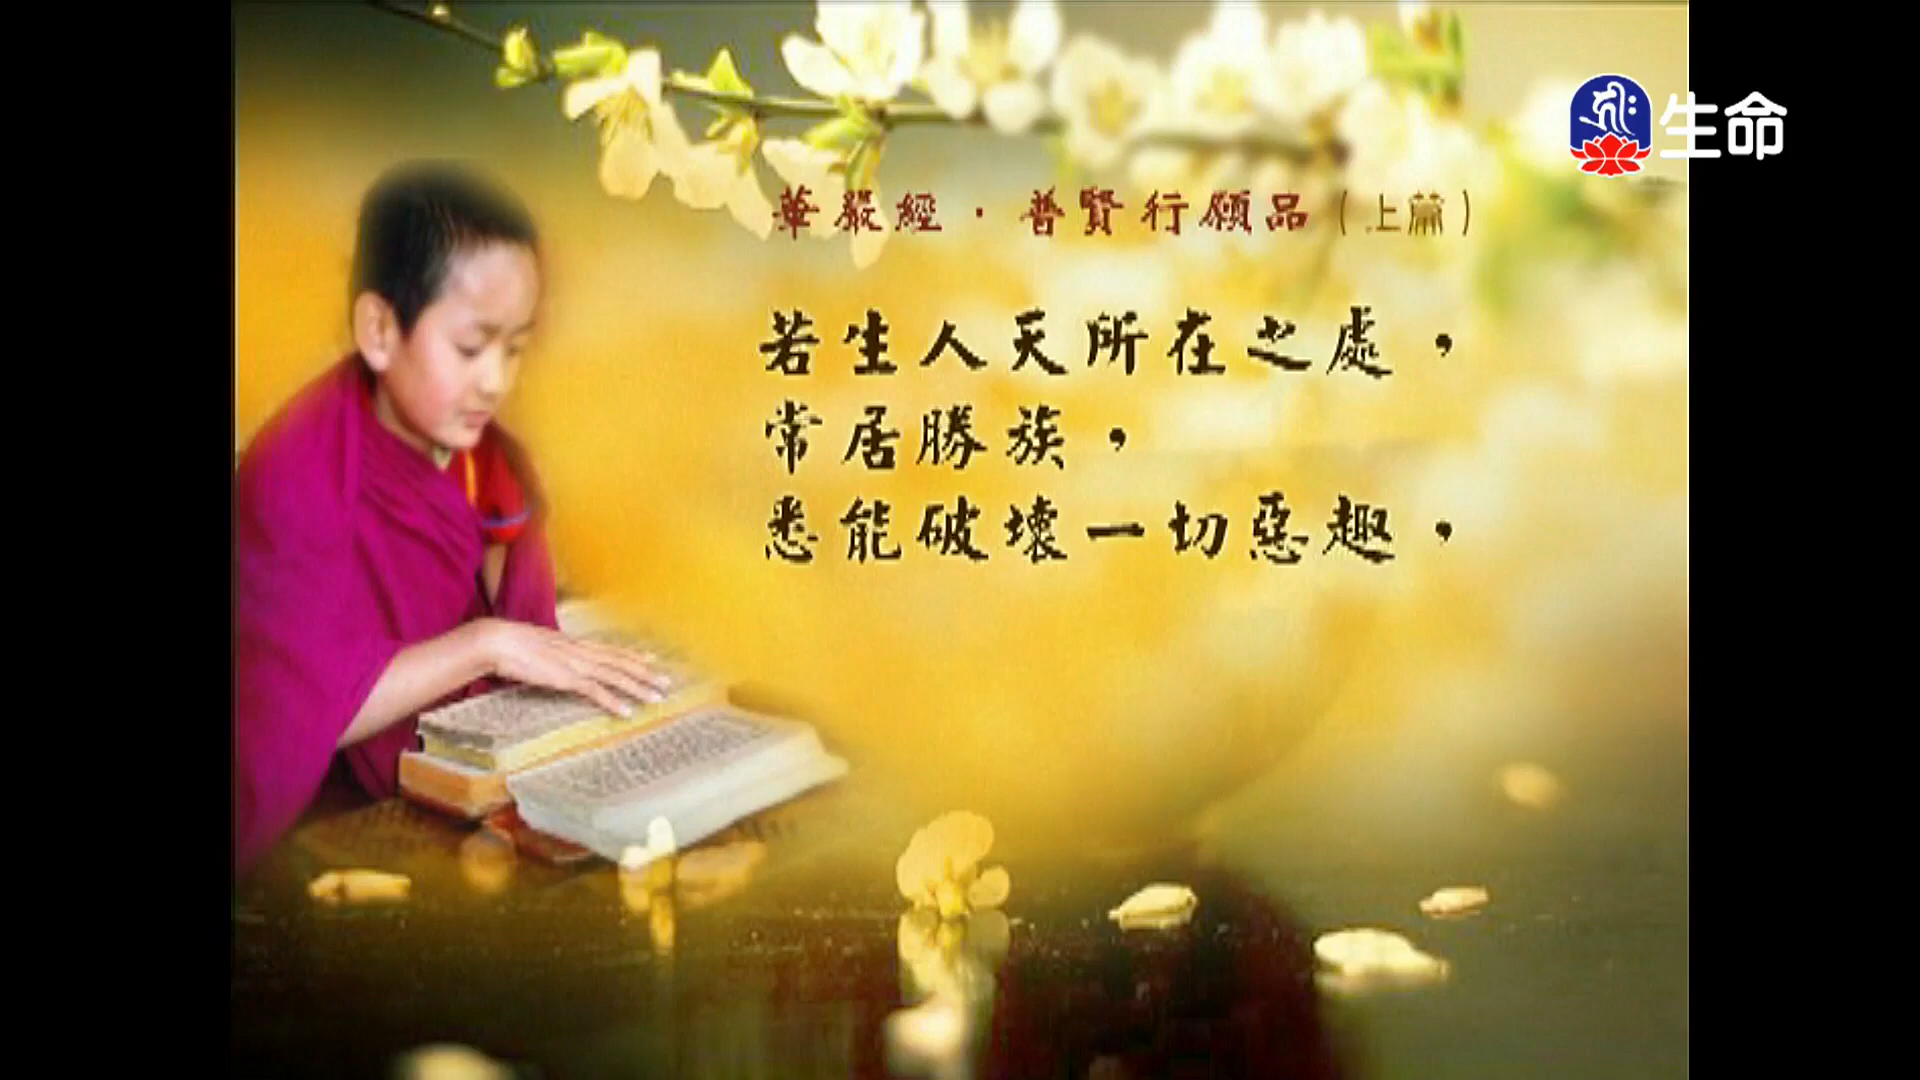 生命
華嚴經·普賢行願品(上篇)
若生人天所在之處，
常居勝族，
悉能破壞一切惡趣，